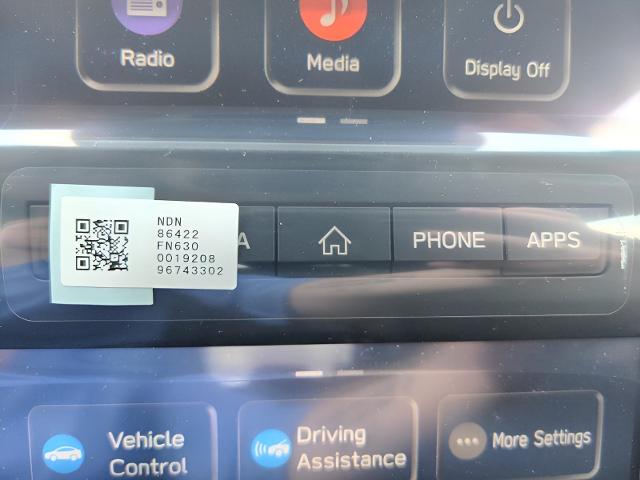 Radio
Media
Display Off
NDN
86422
FN630
0019208
96743302
A
PHONE
APPS
Vehicle
Control
Driving
Assistance
More Settings